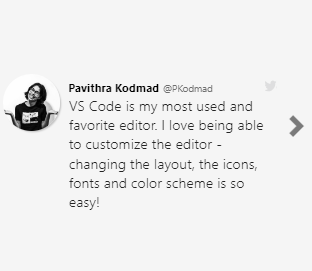 Pavithra Kodmad @PKodmad
VS Code is my most used and
favorite editor. I love being able
to customize the editor -
changing the layout, the icons,
fonts and color scheme is so
easy!